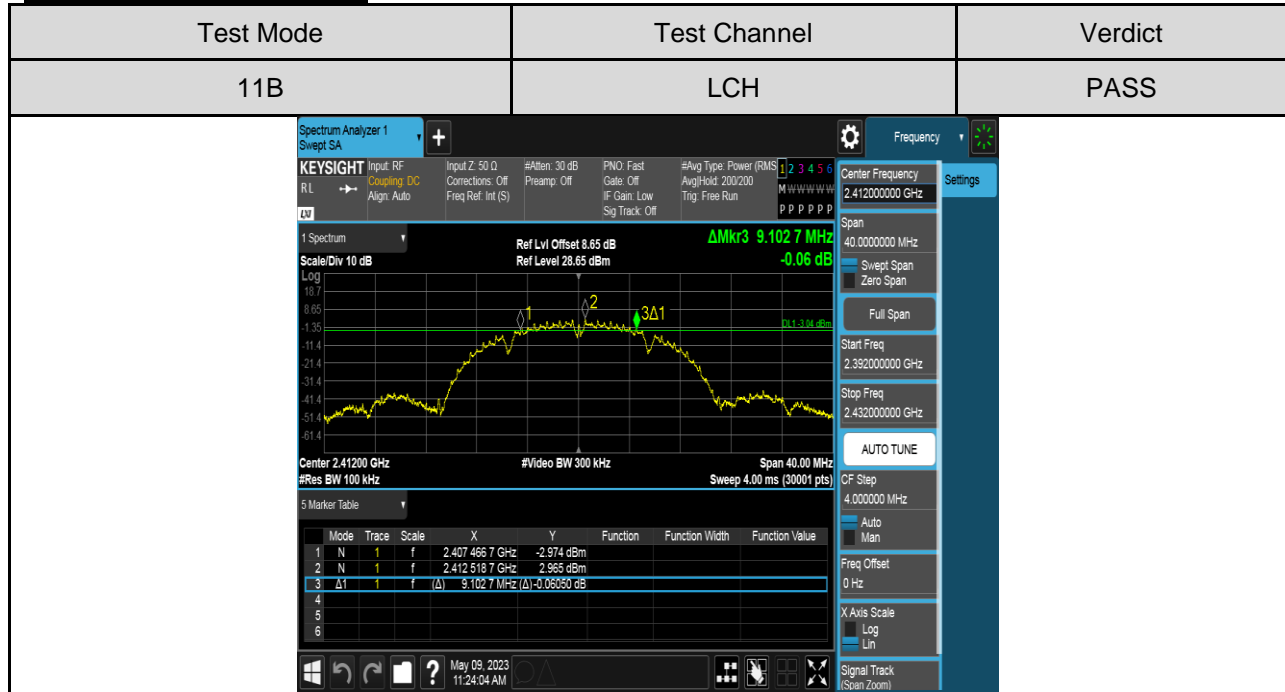 Test Mode Test Channel Verdict
11B LCH PASS
Spectrum Analyzer 1
Swept SA
+
Frequency
KEYSIGHT Input: RF Input Z: 50 Ω #Atten: 30 dB PNO: Fast #Avg Type: Power (RMS 1 2 3 4 5 6
RL Coupling: DC Corrections: Off Preamp: Off Gate: Off Avg|Hold: 200/200 M W W W W W
Align: Auto Freq Ref: Int (S) IF Gain: Low Trig: Free Run
LXI Sig Track: Off P P P P P P
1 Spectrum
Ref Lvl Offset 8.65 dB ΔMkr3 9.102 7 MHz
Scale/Div 10 dB Ref Level 28.65 dBm -0.06 dB
Log
18.7
8.65
-1.35
-11.4
-21.4
-31.4
-41.4
-51.4
-61.4
1 2 3Δ1
DL1 -3.04 dBm
Center 2.41200 GHz #Video BW 300 kHz Span 40.00 MHz
#Res BW 100 kHz Sweep 4.00 ms (30001 pts)
5 Marker Table
Mode Trace Scale X Y Function Function Width Function Value
1 N 1 f 2.407 466 7 GHz -2.974 dBm
2 N 1 f 2.412 518 7 GHz 2.965 dBm
3 Δ1 1 f (Δ) 9.102 7 MHz (Δ) -0.06050 dB
4
5
6
?
May 09, 2023
11:24:04 AM
Center Frequency
2.412000000 GHz
Settings
Span
40.0000000 MHz
Swept Span
Zero Span
Full Span
Start Freq
2.392000000 GHz
Stop Freq
2.432000000 GHz
AUTO TUNE
CF Step
4.000000 MHz
Auto
Man
Freq Offset
0 Hz
X Axis Scale
Log
Lin
Signal Track
(Span Zoom)